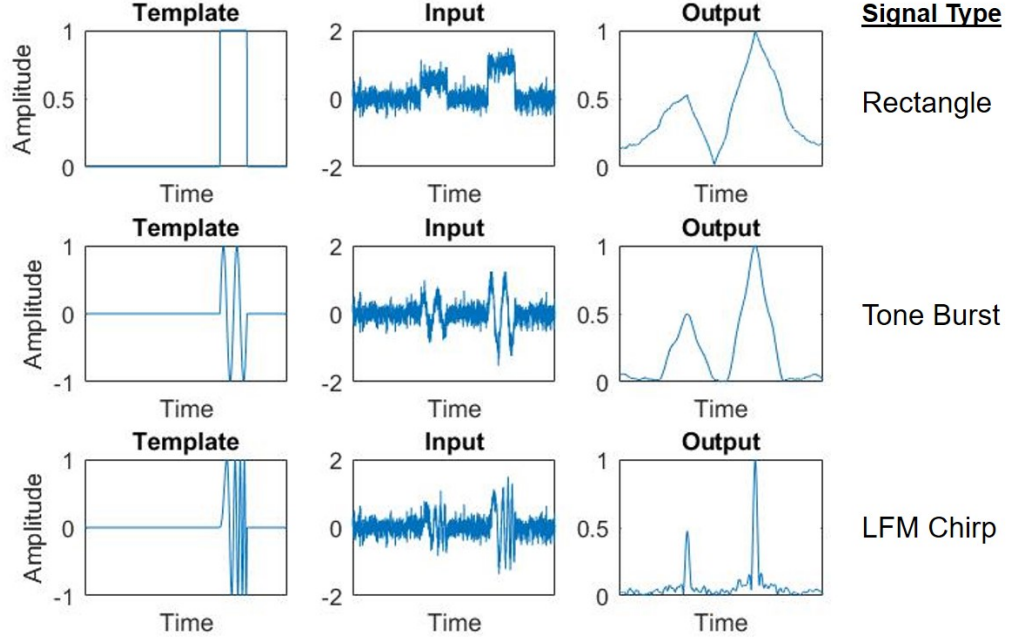 Template Input Output Signal Type
1 2 1
Amplitude 0.5 0 0.5 Rectangle
0 -2 0
Time Time Time
Template Input Output
1 2 1
Amplitude 0 0 0.5 Tone Burst
-1 -2 0
Time Time Time
Template Input Output
1 2 1
Amplitude 0 0 0.5 LFM Chirp
-1 -2 0
Time Time Time